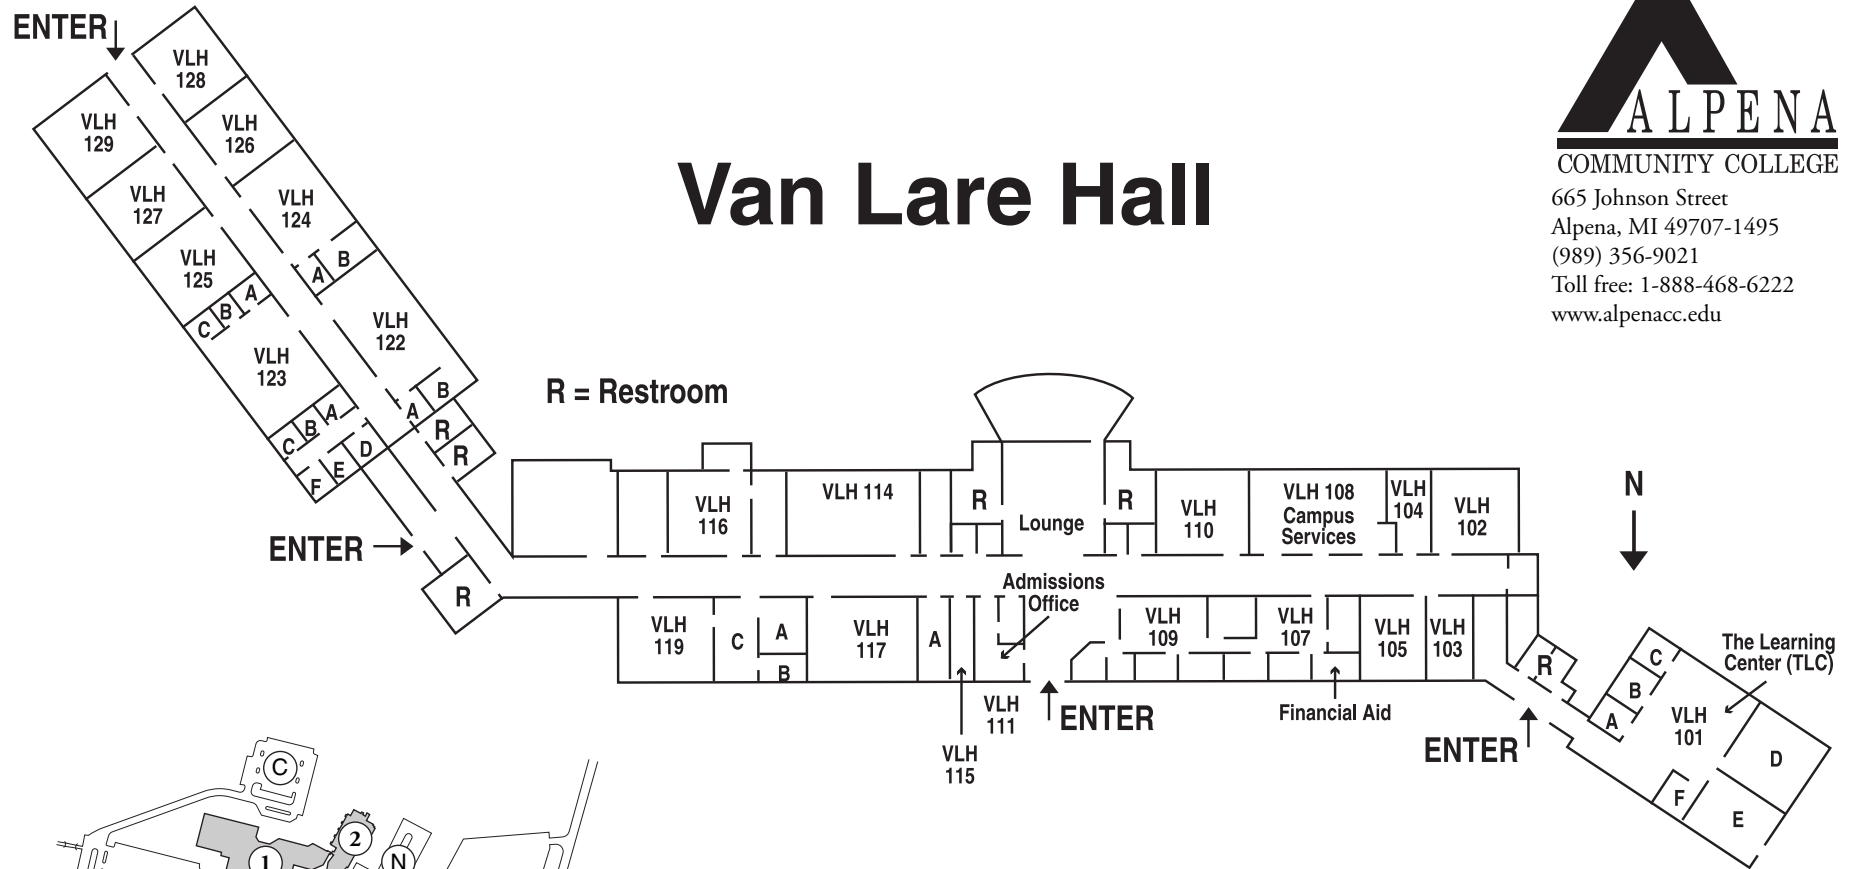 ENTER
VLH
128
VLH
129
VLH
126
VLH
127
VLH
124
A
B
VLH
125
A
B
C
VLH
122
VLH
123
A
B
A
B
C
D
E
F
R
R
ENTER
R
Van Lare Hall
R = Restroom
ALPENA
COMMUNITY COLLEGE
665 Johnson Street
Alpena, MI 49707-1495
(989) 356-9021
Toll free: 1-888-468-6222
www.alpenacc.edu
VLH
116
VLH 114
R
Lounge
R
VLH
110
VLH 108
Campus
Services
VLH
104
VLH
102
N
VLH
119
C
A
B
VLH
117
A
Admissions
Office
VLH
109
VLH
107
VLH
105
VLH
103
VLH
111
VLH
115
ENTER
Financial Aid
ENTER
R
The Learning
Center (TLC)
C
B
A
VLH
101
D
E
F
C
2
1
N